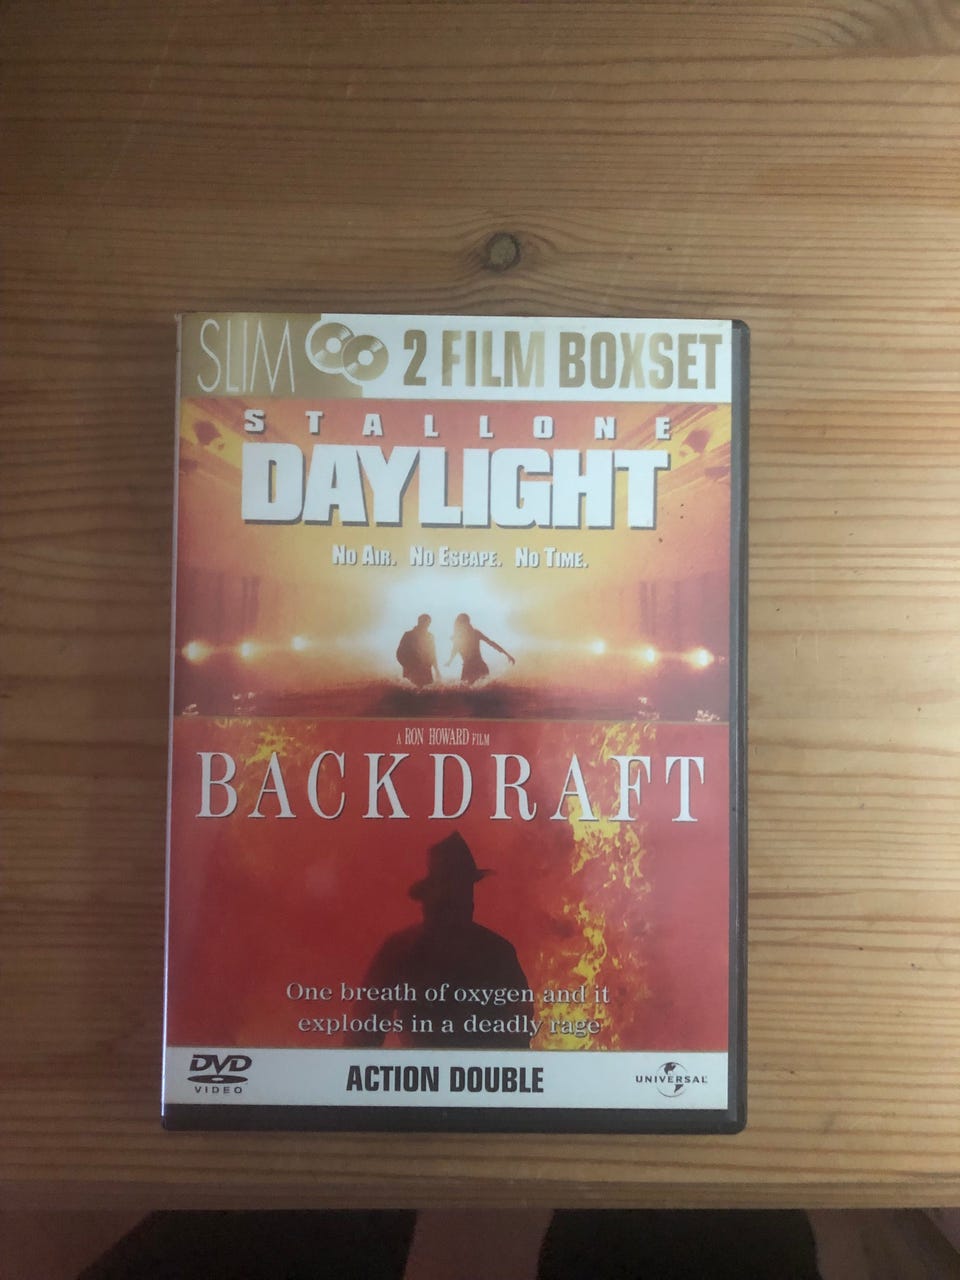 SLIM 2 FILM BOXSET
STALLONE
DAYLIGHT
No Air. No Escape. No Time.
A RON HOWARD FILM
BACKDRAFT
One breath of oxygen and it
explodes in a deadly rage
DVD
VIDEO
ACTION DOUBLE
UNIVERSAL